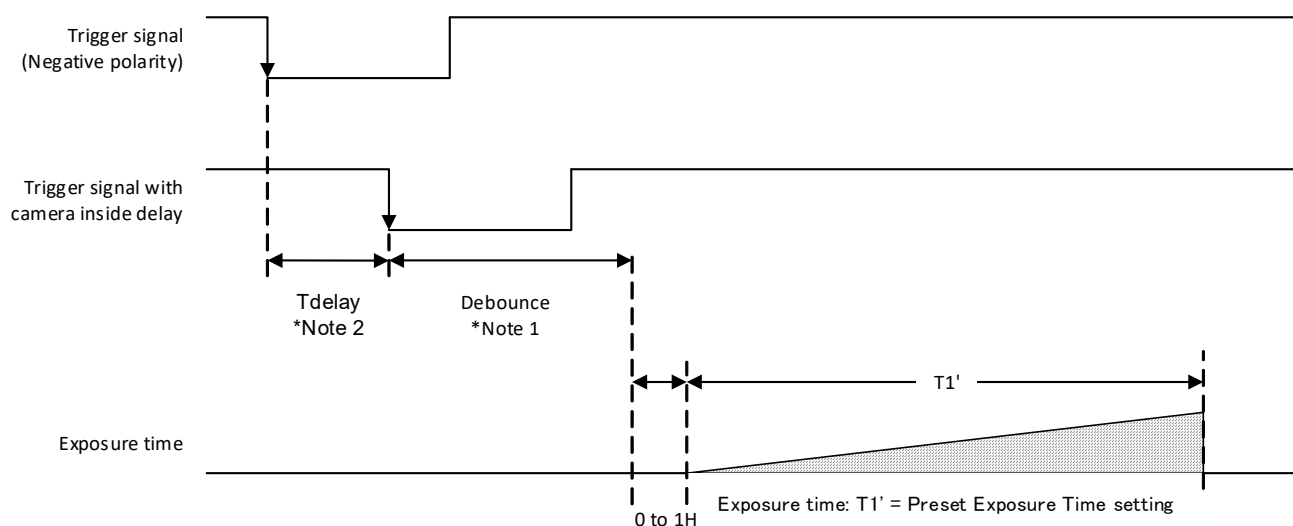 Trigger signal
(Negative polarity)
Trigger signal with
camera inside delay
Tdelay
*Note 2
Debounce
*Note 1
T1'
Exposure time
0 to 1H
Exposure time: T1' = Preset Exposure Time setting